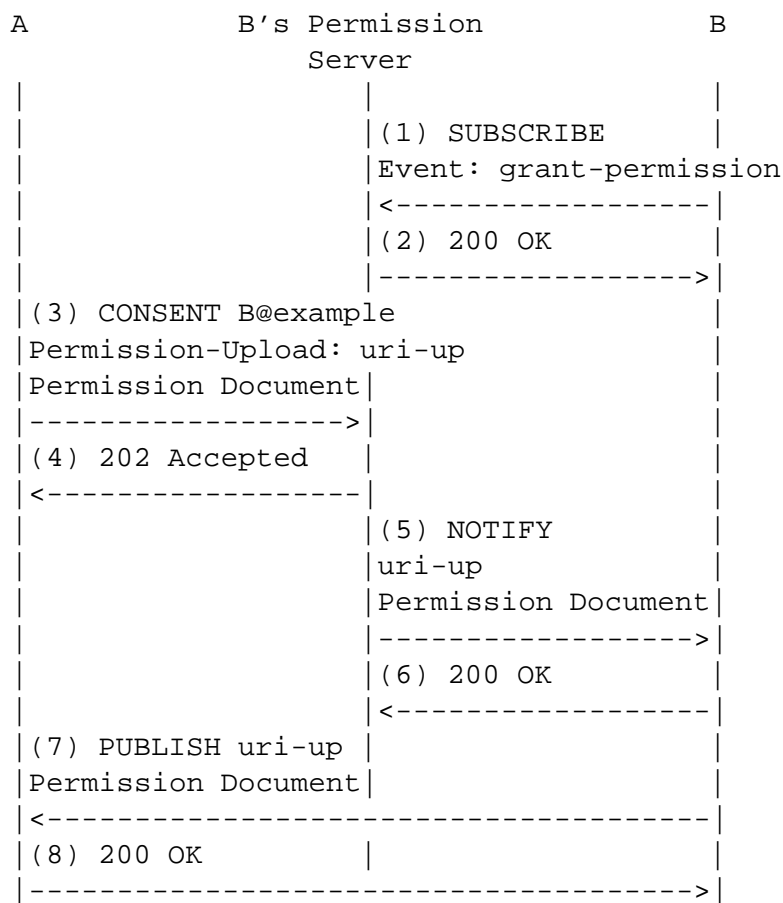 A B's Permission B
Server
(1) SUBSCRIBE
Event: grant-permission
(2) 200 OK
(3) CONSENT B@example
Permission-Upload: uri-up
Permission Document
(4) 202 Accepted
(5) NOTIFY
uri-up
Permission Document
(6) 200 OK
(7) PUBLISH uri-up
Permission Document
(8) 200 OK